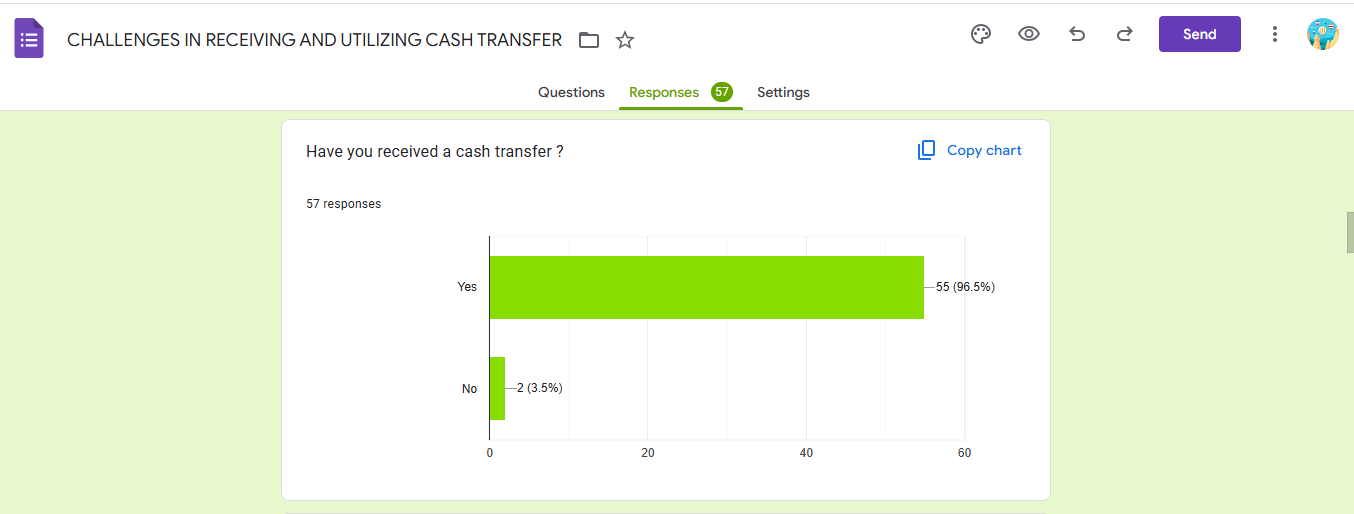 CHALLENGES IN RECEIVING AND UTILIZING CASH TRANSFER
Send
Questions Responses 57 Settings
Have you received a cash transfer ?
Copy chart
57 responses
Yes 55 (96.5%)
No 2 (3.5%)
0 20 40 60